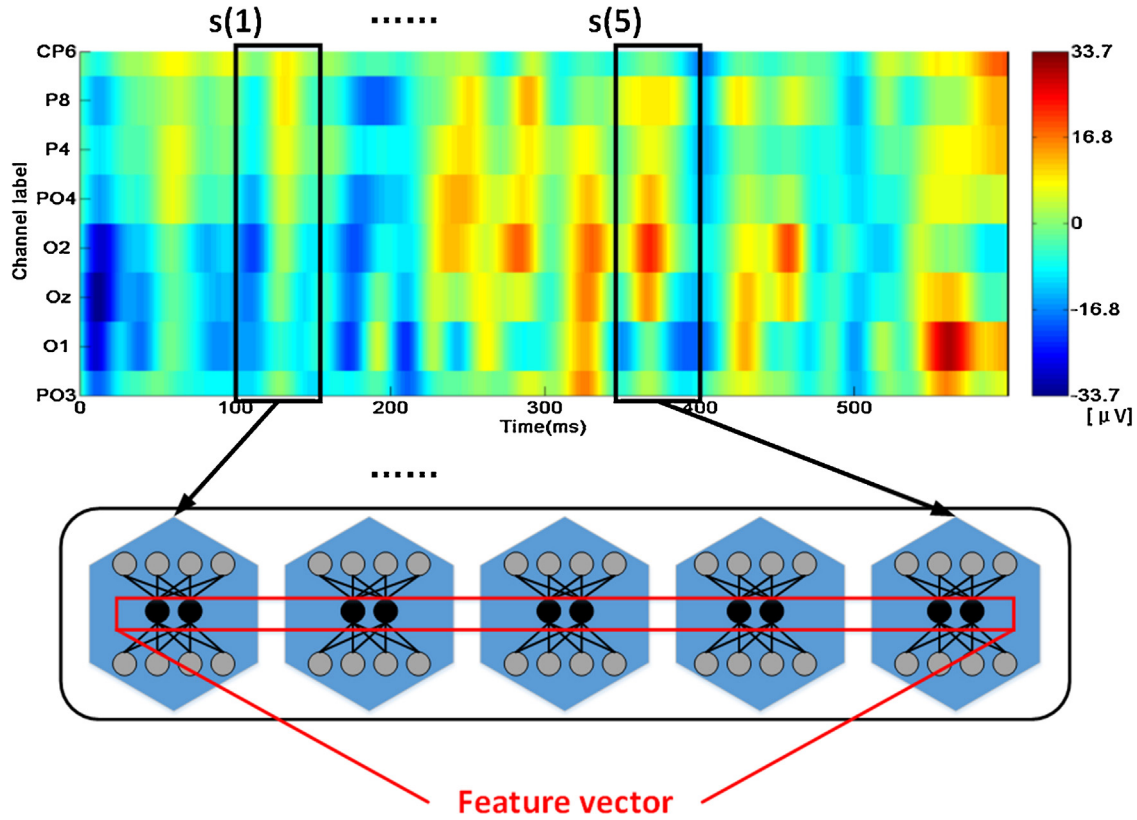 s(1) ...... s(5)
CP6
P8
P4
PO4
O2
Oz
O1
PO3
Channel label
0 100 200 300 400 500
Time(ms)
33.7
16.8
0
-16.8
-33.7
[ μV]
......
Feature vector